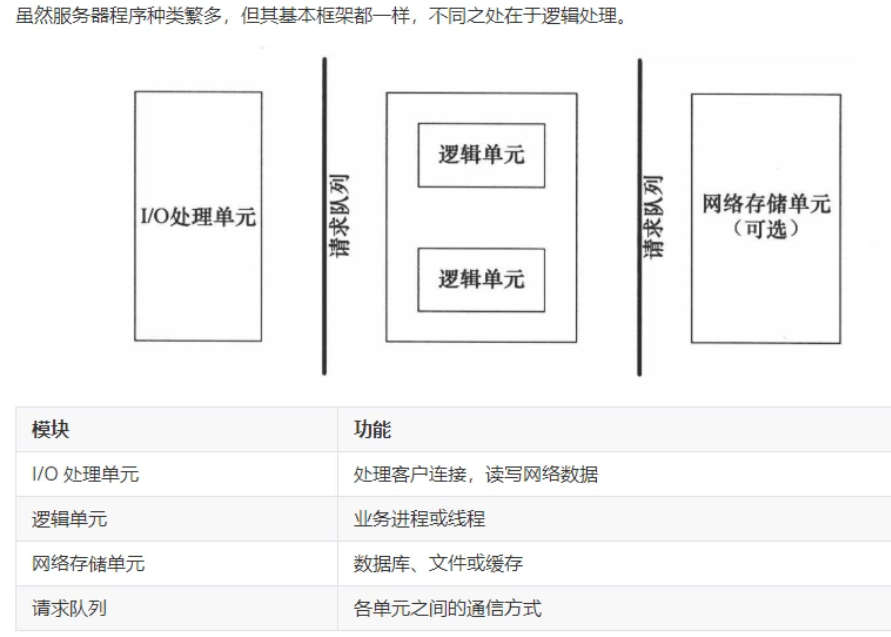 虽然服务器程序种类繁多，但其基本框架都一样，不同之处在于逻辑处理。
I/O处理单元
请求队列
逻辑单元
逻辑单元
请求队列
网络存储单元
（可选）
模块 功能
I/O 处理单元 处理客户连接，读写网络数据
逻辑单元 业务进程或线程
网络存储单元 数据库、文件或缓存
请求队列 各单元之间的通信方式